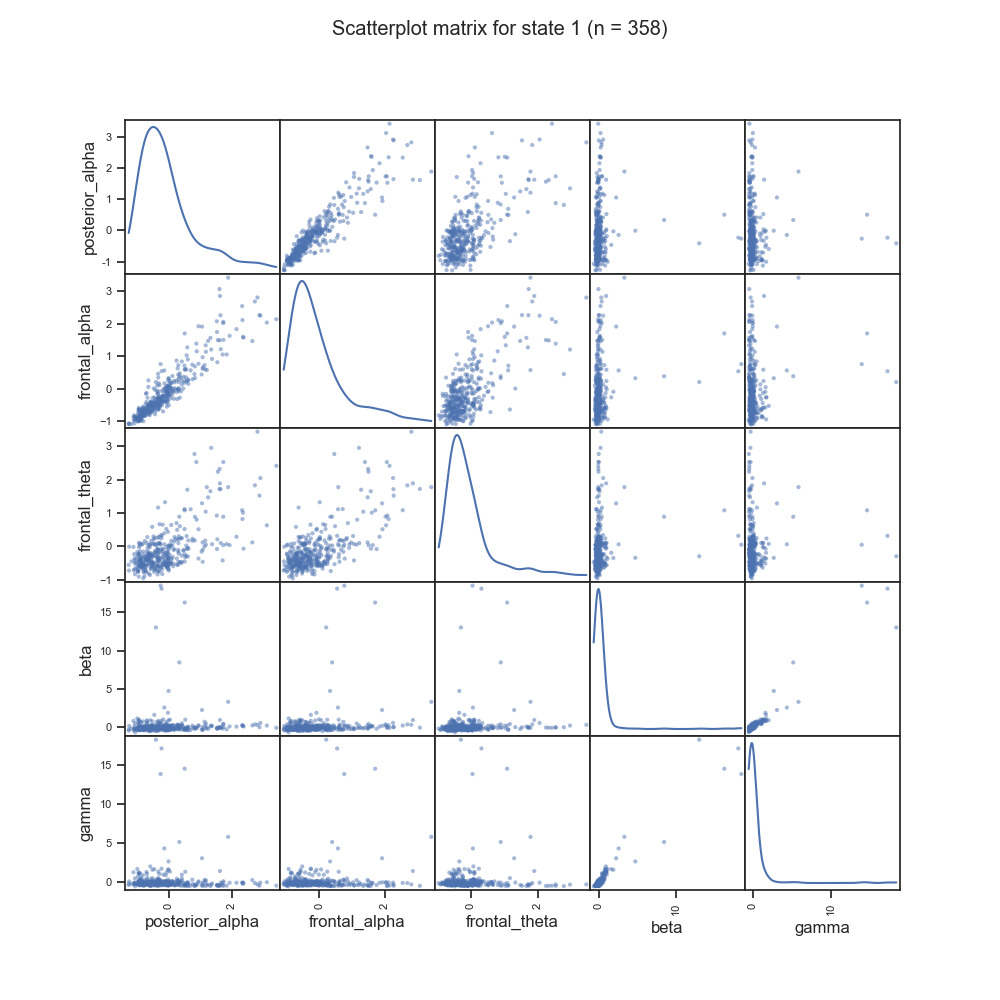 Scatterplot matrix for state 1 (n = 358)
posterior_alpha
3
2
1
0
-1
frontal_alpha
3
2
1
0
−1
frontal_theta
3
2
1
0
−1
beta
15
10
5
0
gamma
15
10
5
0
0 2 0 2 0 2 0 10 0 10
posterior_alpha frontal_alpha frontal_theta beta gamma